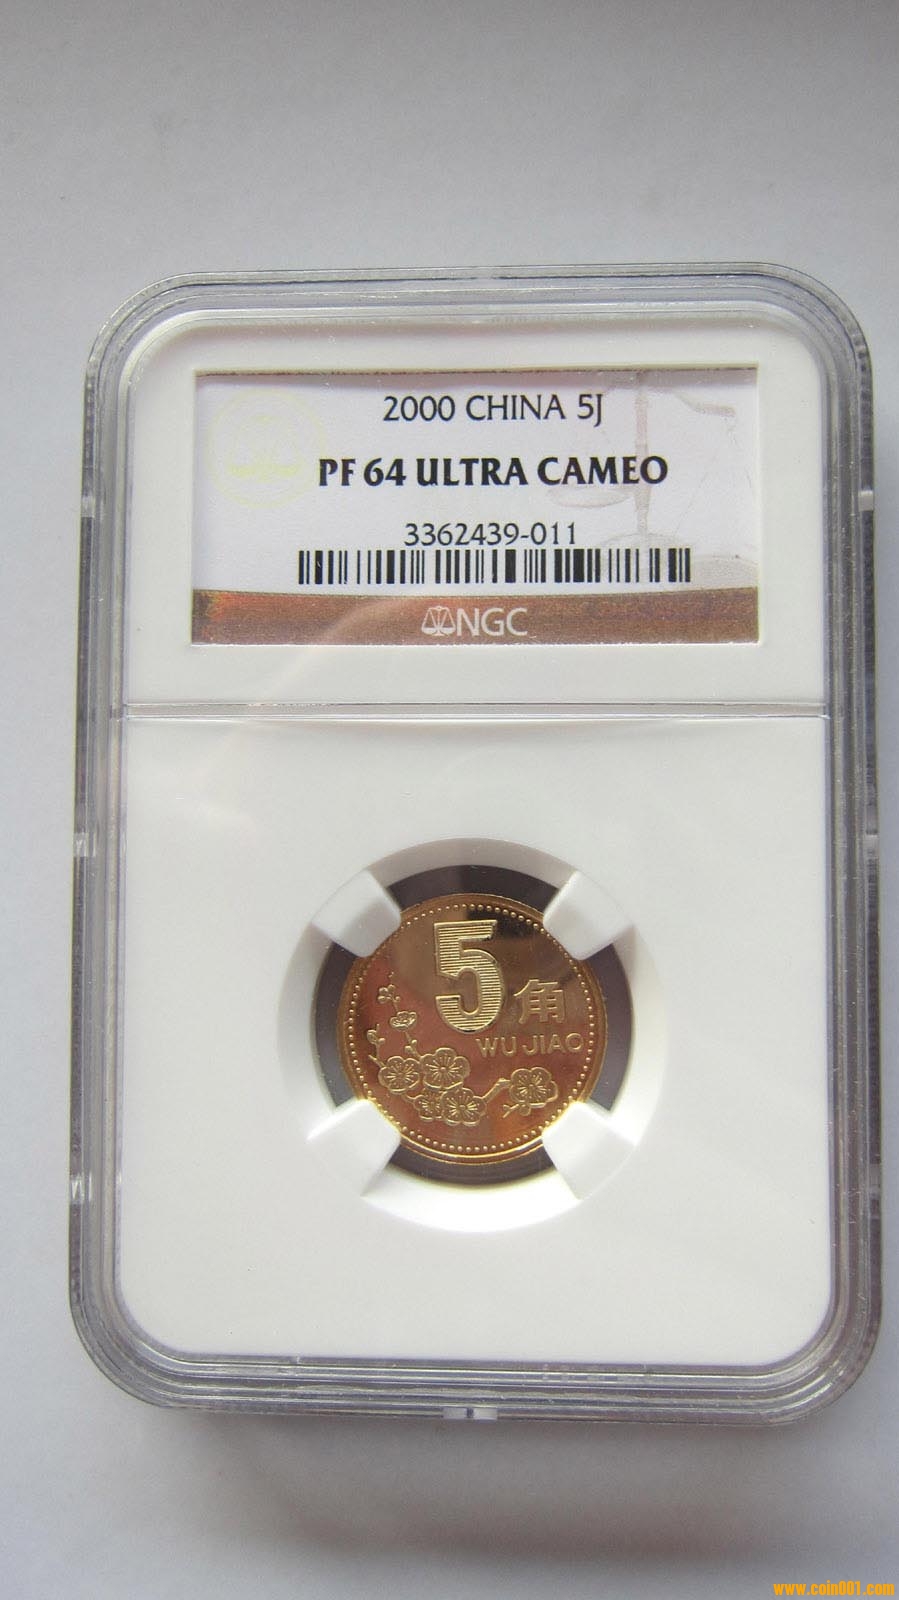 2000 CHINA 5J
PF 64 ULTRA CAMEO
3362439-011
NGC
5角
WU JIAO
www.coin001.com